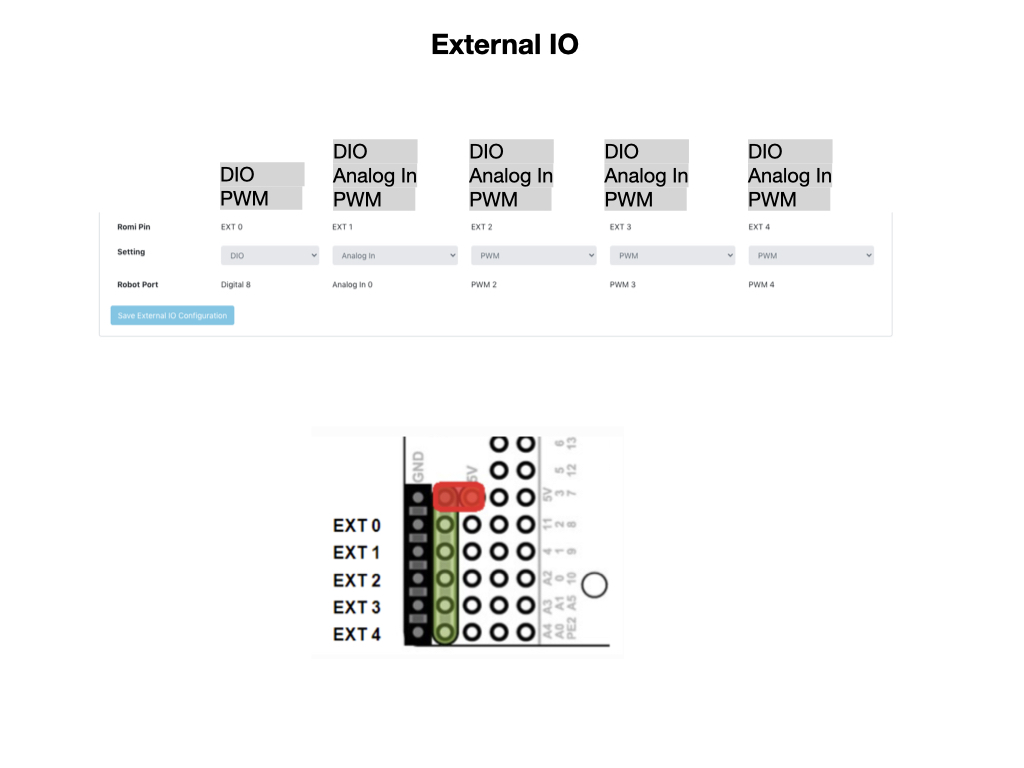 External IO
DIO
PWM
DIO
Analog In
PWM
DIO
Analog In
PWM
DIO
Analog In
PWM
DIO
Analog In
PWM
Romi Pin EXT 0 EXT 1 EXT 2 EXT 3 EXT 4
Setting DIO Analog In PWM PWM PWM
Robot Port Digital 8 Analog In 0 PWM 2 PWM 3 PWM 4
Save External IO Configuration
GND
5V
6 13
5 12
5V 3 7
EXT 0 11 2 8
EXT 1 4 1 9
EXT 2 A2 0 10
EXT 3 A3 A1 A5
EXT 4 A4 A0 PE2